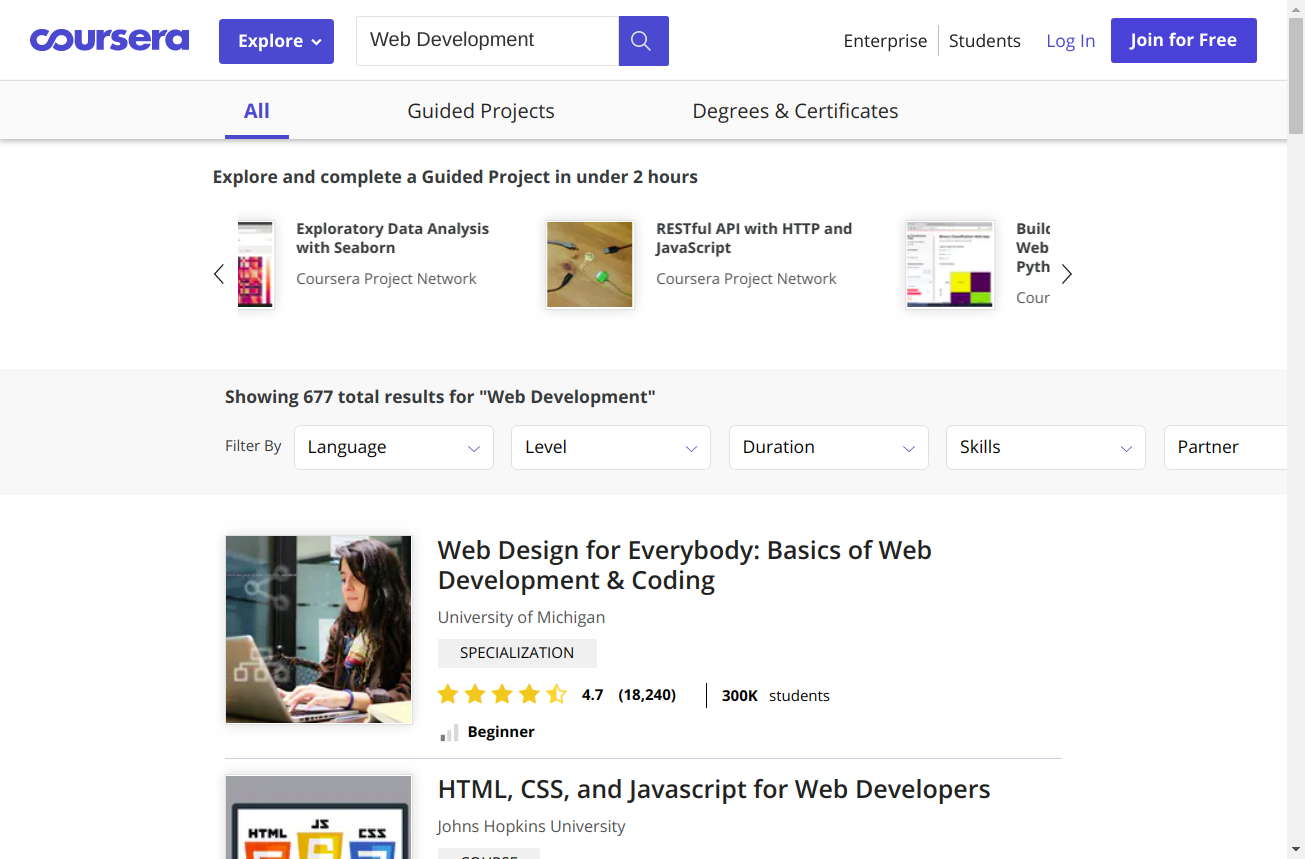 coursera
Explore
Web Development
Enterprise
Students
Log In
Join for Free
All
Guided Projects
Degrees & Certificates
Explore and complete a Guided Project in under 2 hours
Exploratory Data Analysis
with Seaborn
Coursera Project Network
RESTful API with HTTP and
JavaScript
Coursera Project Network
Build
Web
Pyth
Cour
Showing 677 total results for "Web Development"
Filter By
Language
Level
Duration
Skills
Partner
Web Design for Everybody: Basics of Web
Development & Coding
University of Michigan
SPECIALIZATION
4.7 (18,240)
300K students
Beginner
HTML, CSS, and Javascript for Web Developers
Johns Hopkins University
COURSE
HTML
JS
CSS